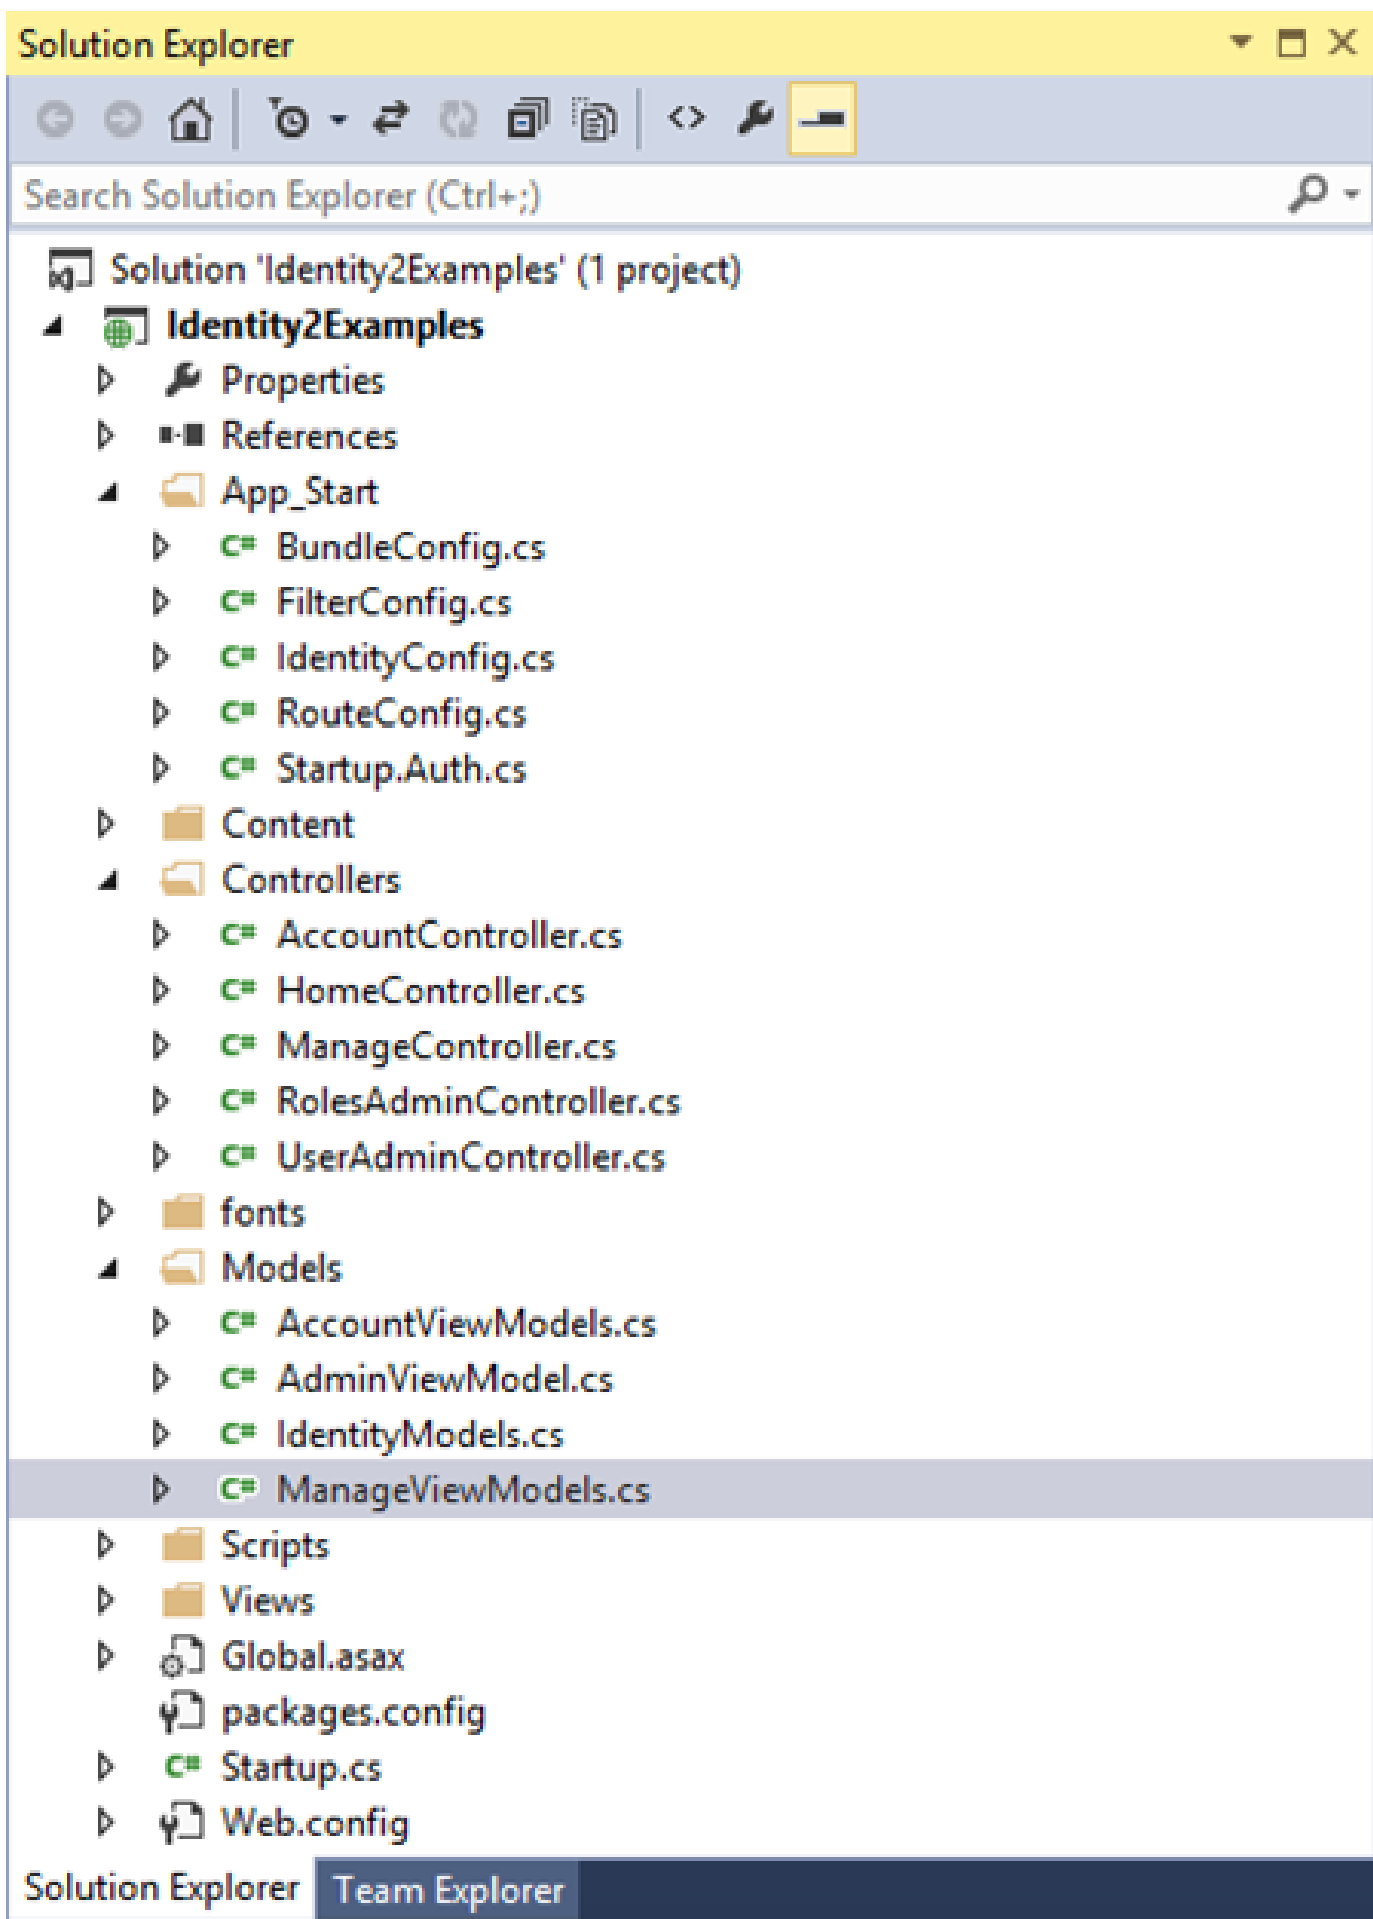 Solution Explorer
Search Solution Explorer (Ctrl+;)
Solution 'Identity2Examples' (1 project)
Identity2Examples
Properties
References
App_Start
C# BundleConfig.cs
C# FilterConfig.cs
C# IdentityConfig.cs
C# RouteConfig.cs
C# Startup.Auth.cs
Content
Controllers
C# AccountController.cs
C# HomeController.cs
C# ManageController.cs
C# RolesAdminController.cs
C# UserAdminController.cs
fonts
Models
C# AccountViewModels.cs
C# AdminViewModel.cs
C# IdentityModels.cs
C# ManageViewModels.cs
Scripts
Views
Global.asax
packages.config
C# Startup.cs
Web.config
Solution Explorer Team Explorer